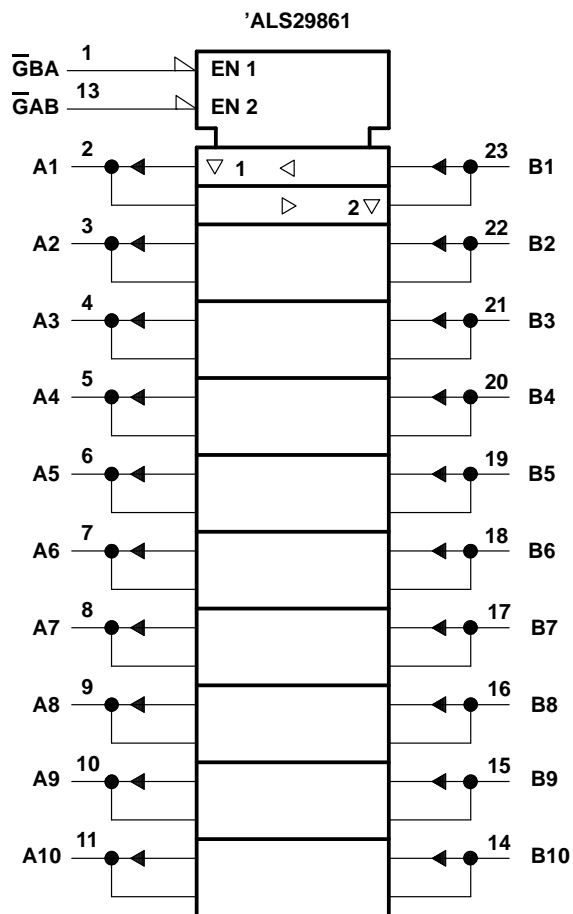 ’ALS29861
G̅BA 1 EN 1
G̅AB 13 EN 2
A1 2 1 23 B1
2
A2 3 22 B2
A3 4 21 B3
A4 5 20 B4
A5 6 19 B5
A6 7 18 B6
A7 8 17 B7
A8 9 16 B8
A9 10 15 B9
A10 11 14 B10